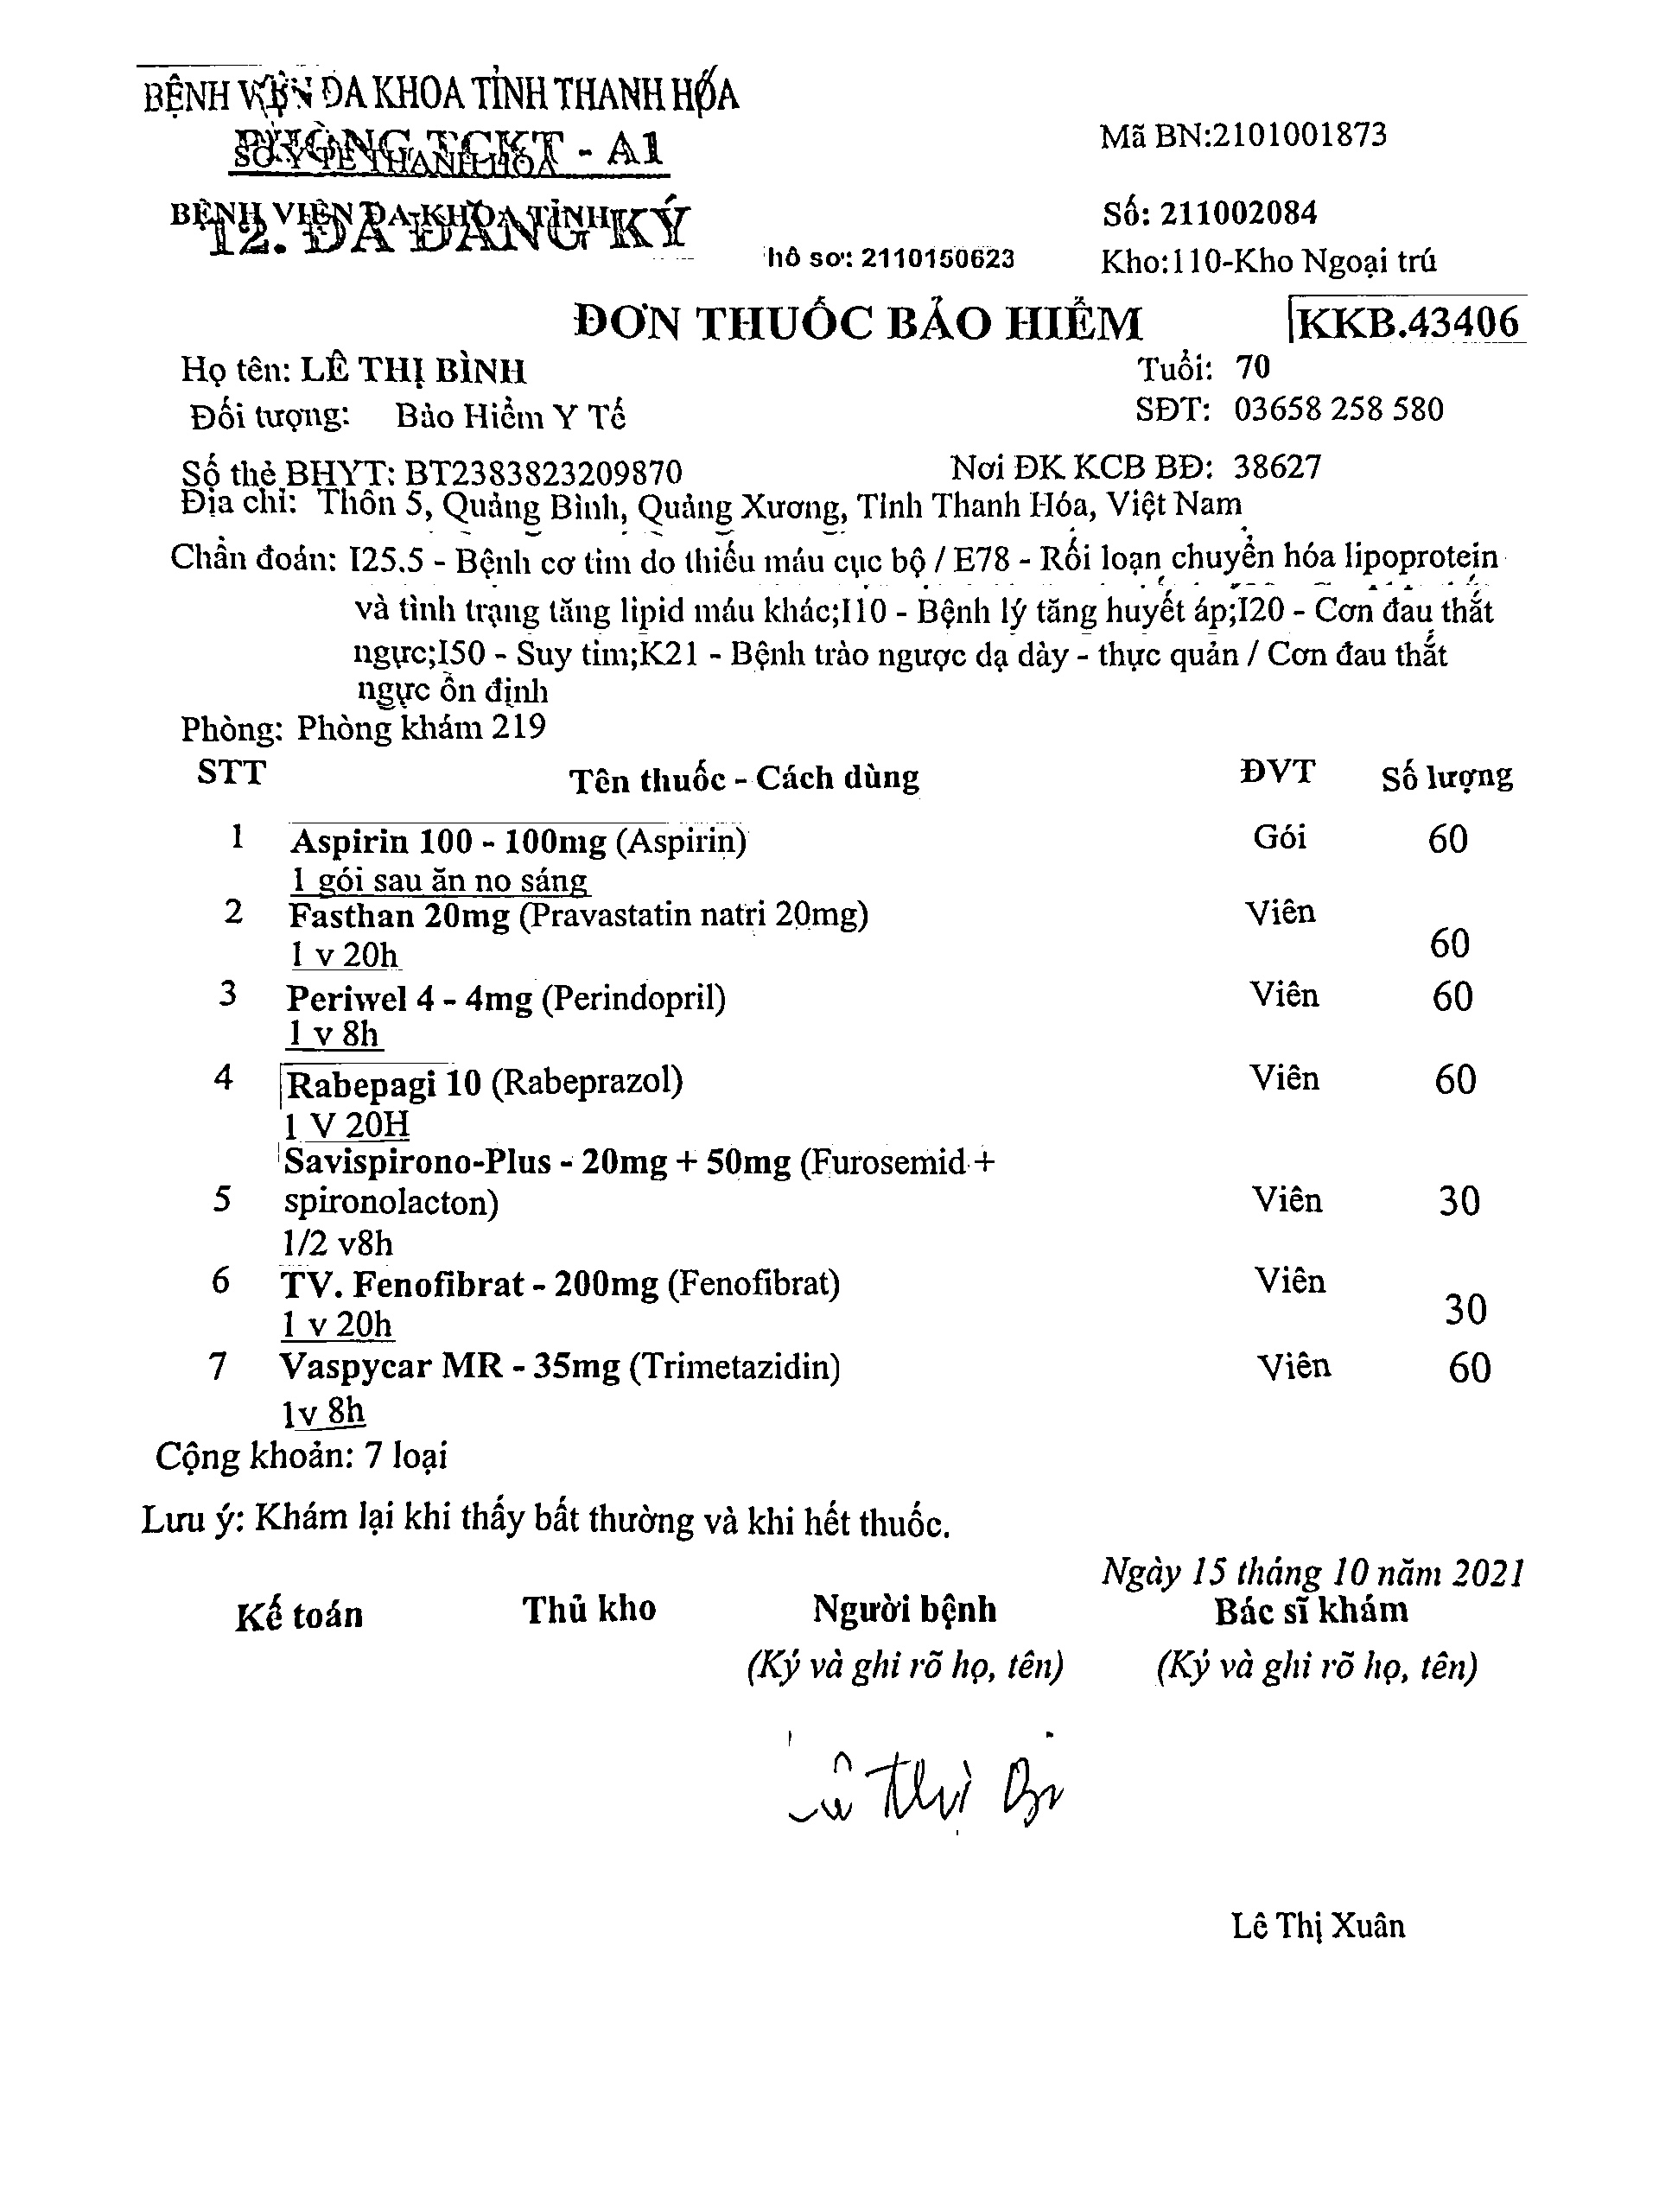 BỆNH VIỆN ĐA KHOA TỈNH THANH HÓA
PHÒNG TCKT - A1
SỞ Y TẾ THANH HÓA
BỆNH VIỆN ĐA KHOA TỈNH
12. ĐÃ ĐĂNG KÝ
Mã BN:2101001873
Số: 211002084
hồ sơ: 2110150623
Kho:110-Kho Ngoại trú
ĐƠN THUỐC BẢO HIỂM
KKB.43406
Họ tên: LÊ THỊ BÌNH
Tuổi: 70
Đối tượng: Bảo Hiểm Y Tế
SĐT: 03658 258 580
Số thẻ BHYT: BT2383823209870
Nơi ĐK KCB BĐ: 38627
Địa chỉ: Thôn 5, Quảng Bình, Quảng Xương, Tỉnh Thanh Hóa, Việt Nam
Chẩn đoán: I25.5 - Bệnh cơ tim do thiếu máu cục bộ / E78 - Rối loạn chuyển hóa lipoprotein
và tình trạng tăng lipid máu khác;I10 - Bệnh lý tăng huyết áp;I20 - Cơn đau thắt
ngực;I50 - Suy tim;K21 - Bệnh trào ngược dạ dày - thực quản / Cơn đau thắt
ngực ổn định
Phòng: Phòng khám 219
STT Tên thuốc - Cách dùng ĐVT Số lượng
1 Aspirin 100 - 100mg (Aspirin) Gói 60
1 gói sau ăn no sáng
2 Fasthan 20mg (Pravastatin natri 20mg) Viên 60
1 v 20h
3 Periwel 4 - 4mg (Perindopril) Viên 60
1 v 8h
4 Rabepagi 10 (Rabeprazol) Viên 60
1 V 20H
Savispirono-Plus - 20mg + 50mg (Furosemid +
5 spironolacton) Viên 30
1/2 v8h
6 TV. Fenofibrat - 200mg (Fenofibrat) Viên 30
1 v 20h
7 Vaspycar MR - 35mg (Trimetazidin) Viên 60
1v 8h
Cộng khoản: 7 loại
Lưu ý: Khám lại khi thấy bất thường và khi hết thuốc.
Ngày 15 tháng 10 năm 2021
Kế toán Thủ kho Người bệnh Bác sĩ khám
(Ký và ghi rõ họ, tên) (Ký và ghi rõ họ, tên)
Lê Thị
Lê Thị Xuân